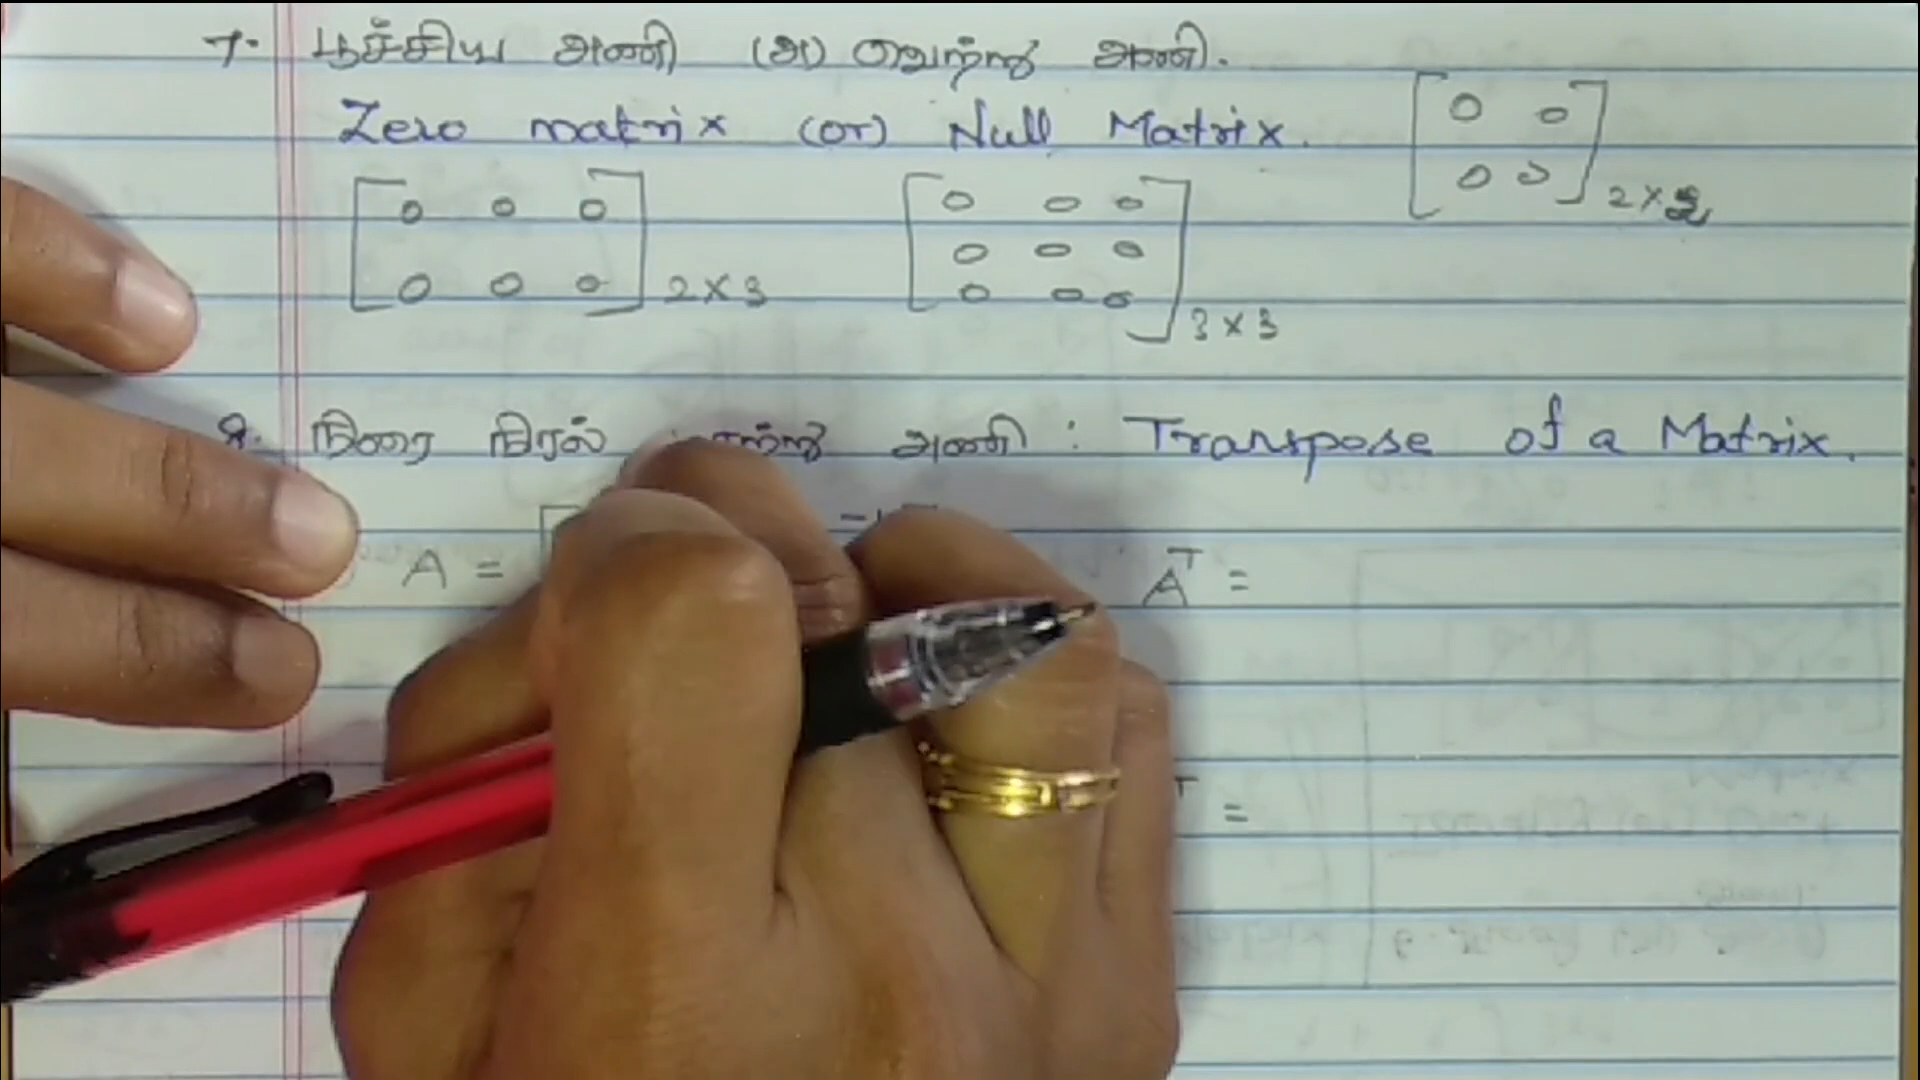 7. பூச்சிய அணி (அ) வெற்று அணி.
Zero matrix (or) Null Matrix.
[0 0
0 0] 2×2
[0 0 0
0 0 0] 2×3
[0 0 0
0 0 0
0 0 0] 3×3
8. நிரை நிரல் அணி : Transpose of a Matrix.
A = [ -1
Aᵀ =
ᵀ =